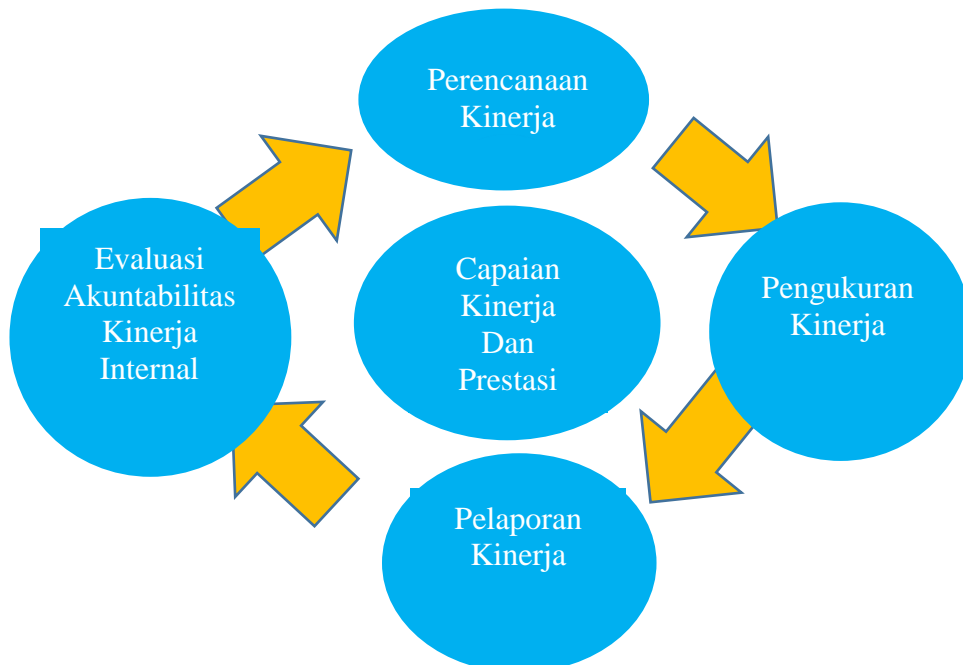 Perencanaan
Kinerja
Evaluasi
Akuntabilitas
Kinerja
Internal
Capaian
Kinerja
Dan
Prestasi
Pengukuran
Kinerja
Pelaporan
Kinerja